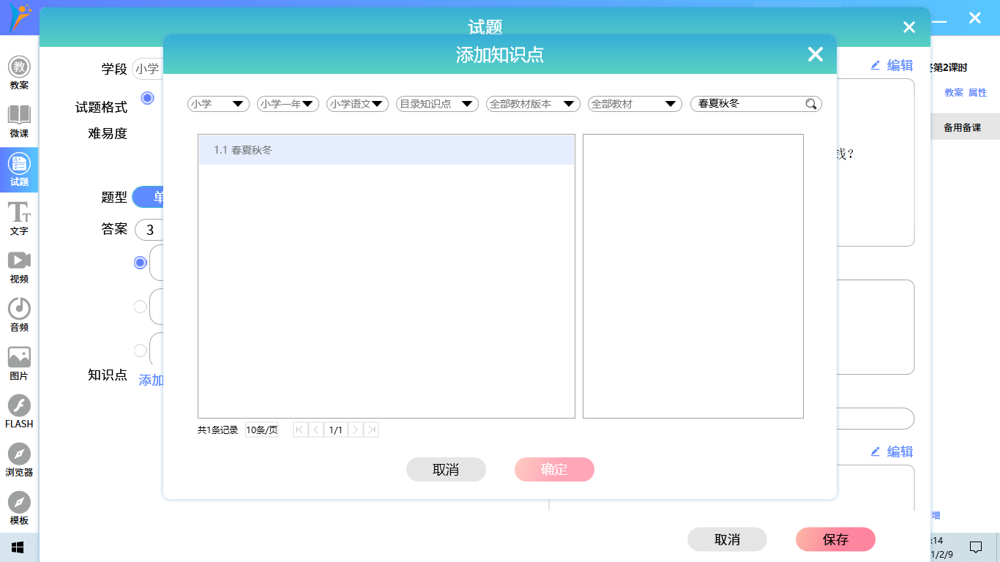 试题
添加知识点
学段
小学
编辑
第2课时
教案
教案 属性
试题格式
小学
小学一年
小学语文
目录知识点
全部教材版本
全部教材
春夏秋冬
微课
难易度
备用备课
1.1 春夏秋冬
钱?
试题
题型
单
答案
3
文字
视频
音频
知识点
添加
图片
FLASH
共1条记录
10条/页
1/1
编辑
浏览器
取消
确定
模板
增
取消
保存
:14
1/2/9